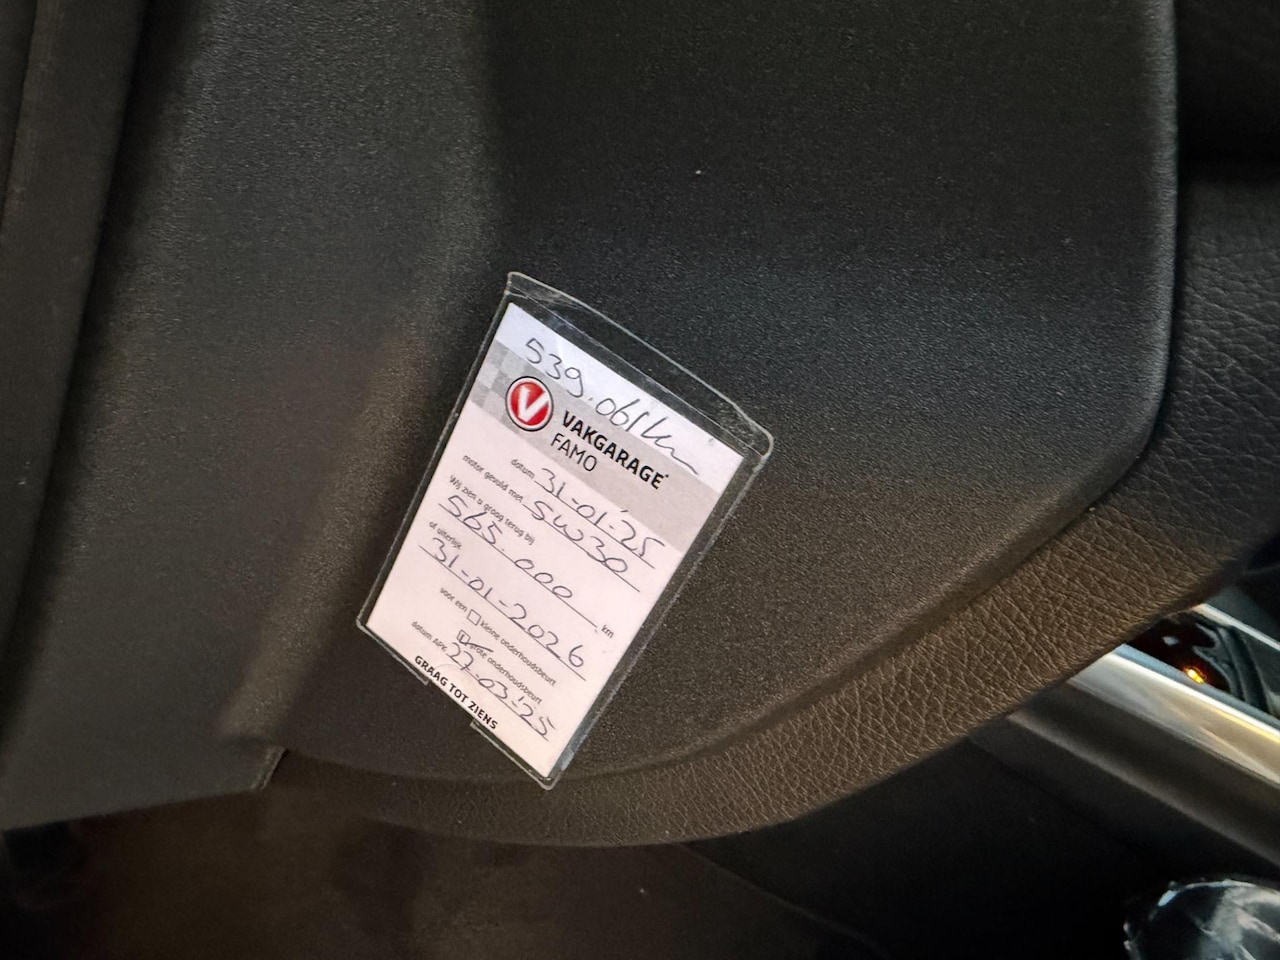 539.061km
V
VAKGARAGE
FAMO
datum 31-01-'25
motor gevuld met 5W30
Wij zien u graag terug bij
565.000 km
of uiterlijk
31-01-2026
voor een kleine onderhoudsbeurt
grote onderhoudsbeurt
datum APK 27-03-'25
GRAAG TOT ZIENS